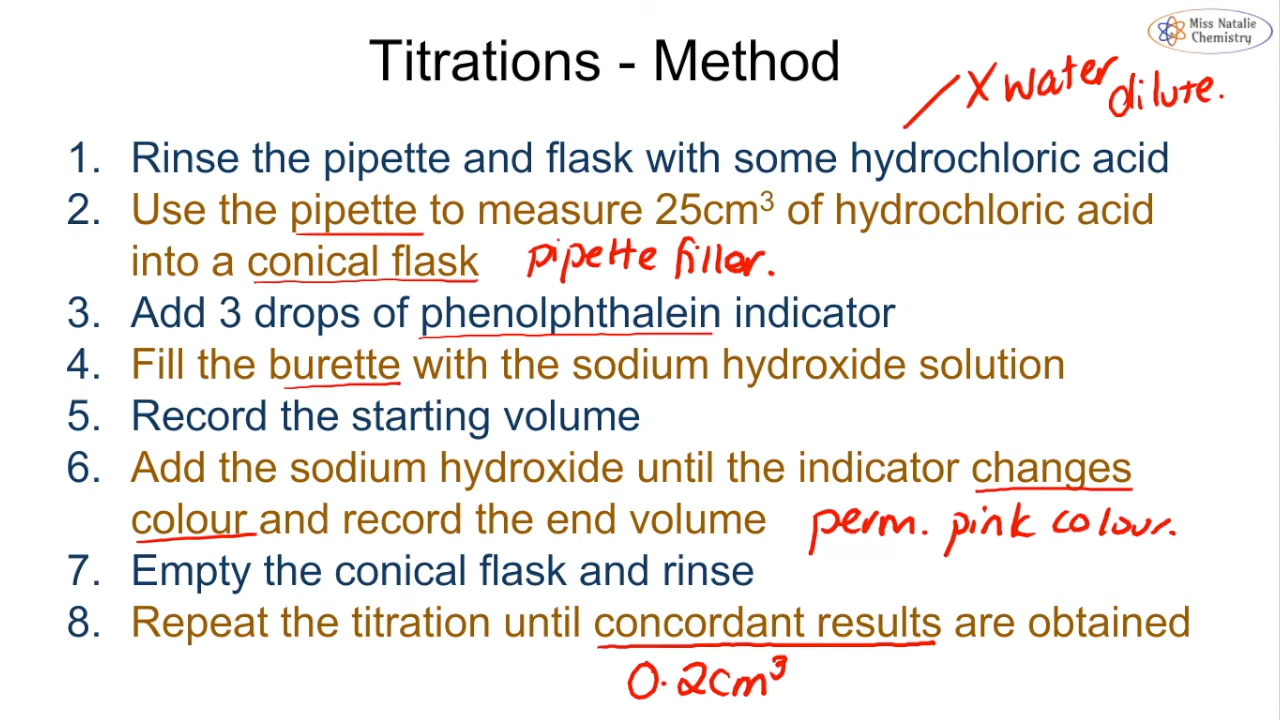 Miss Natalie
Chemistry
Titrations - Method
X water dilute.
1. Rinse the pipette and flask with some hydrochloric acid
2. Use the pipette to measure 25cm³ of hydrochloric acid
into a conical flask pipette filler.
3. Add 3 drops of phenolphthalein indicator
4. Fill the burette with the sodium hydroxide solution
5. Record the starting volume
6. Add the sodium hydroxide until the indicator changes
colour and record the end volume perm. pink colour.
7. Empty the conical flask and rinse
8. Repeat the titration until concordant results are obtained
0.2cm³